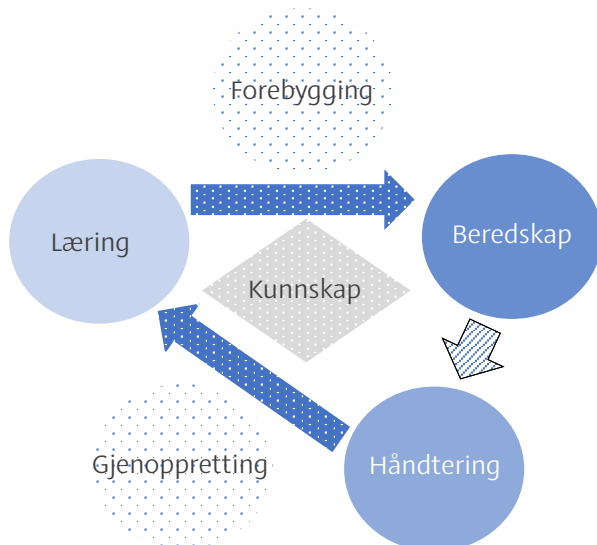 Forebygging
Læring
Beredskap
Kunnskap
Gjenoppretting
Håndtering